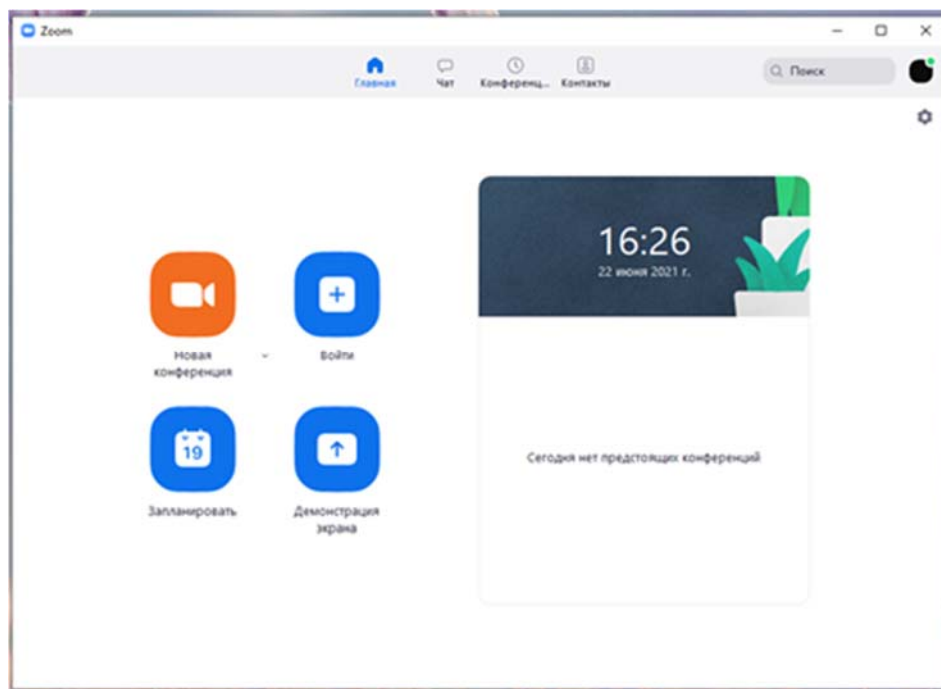 Zoom
Главная
Чат
Конференц...
Контакты
Поиск
16:26
22 июня 2021 г.
Новая
конференция
Войти
19
Запланировать
Демонстрация
экрана
Сегодня нет предстоящих конференций